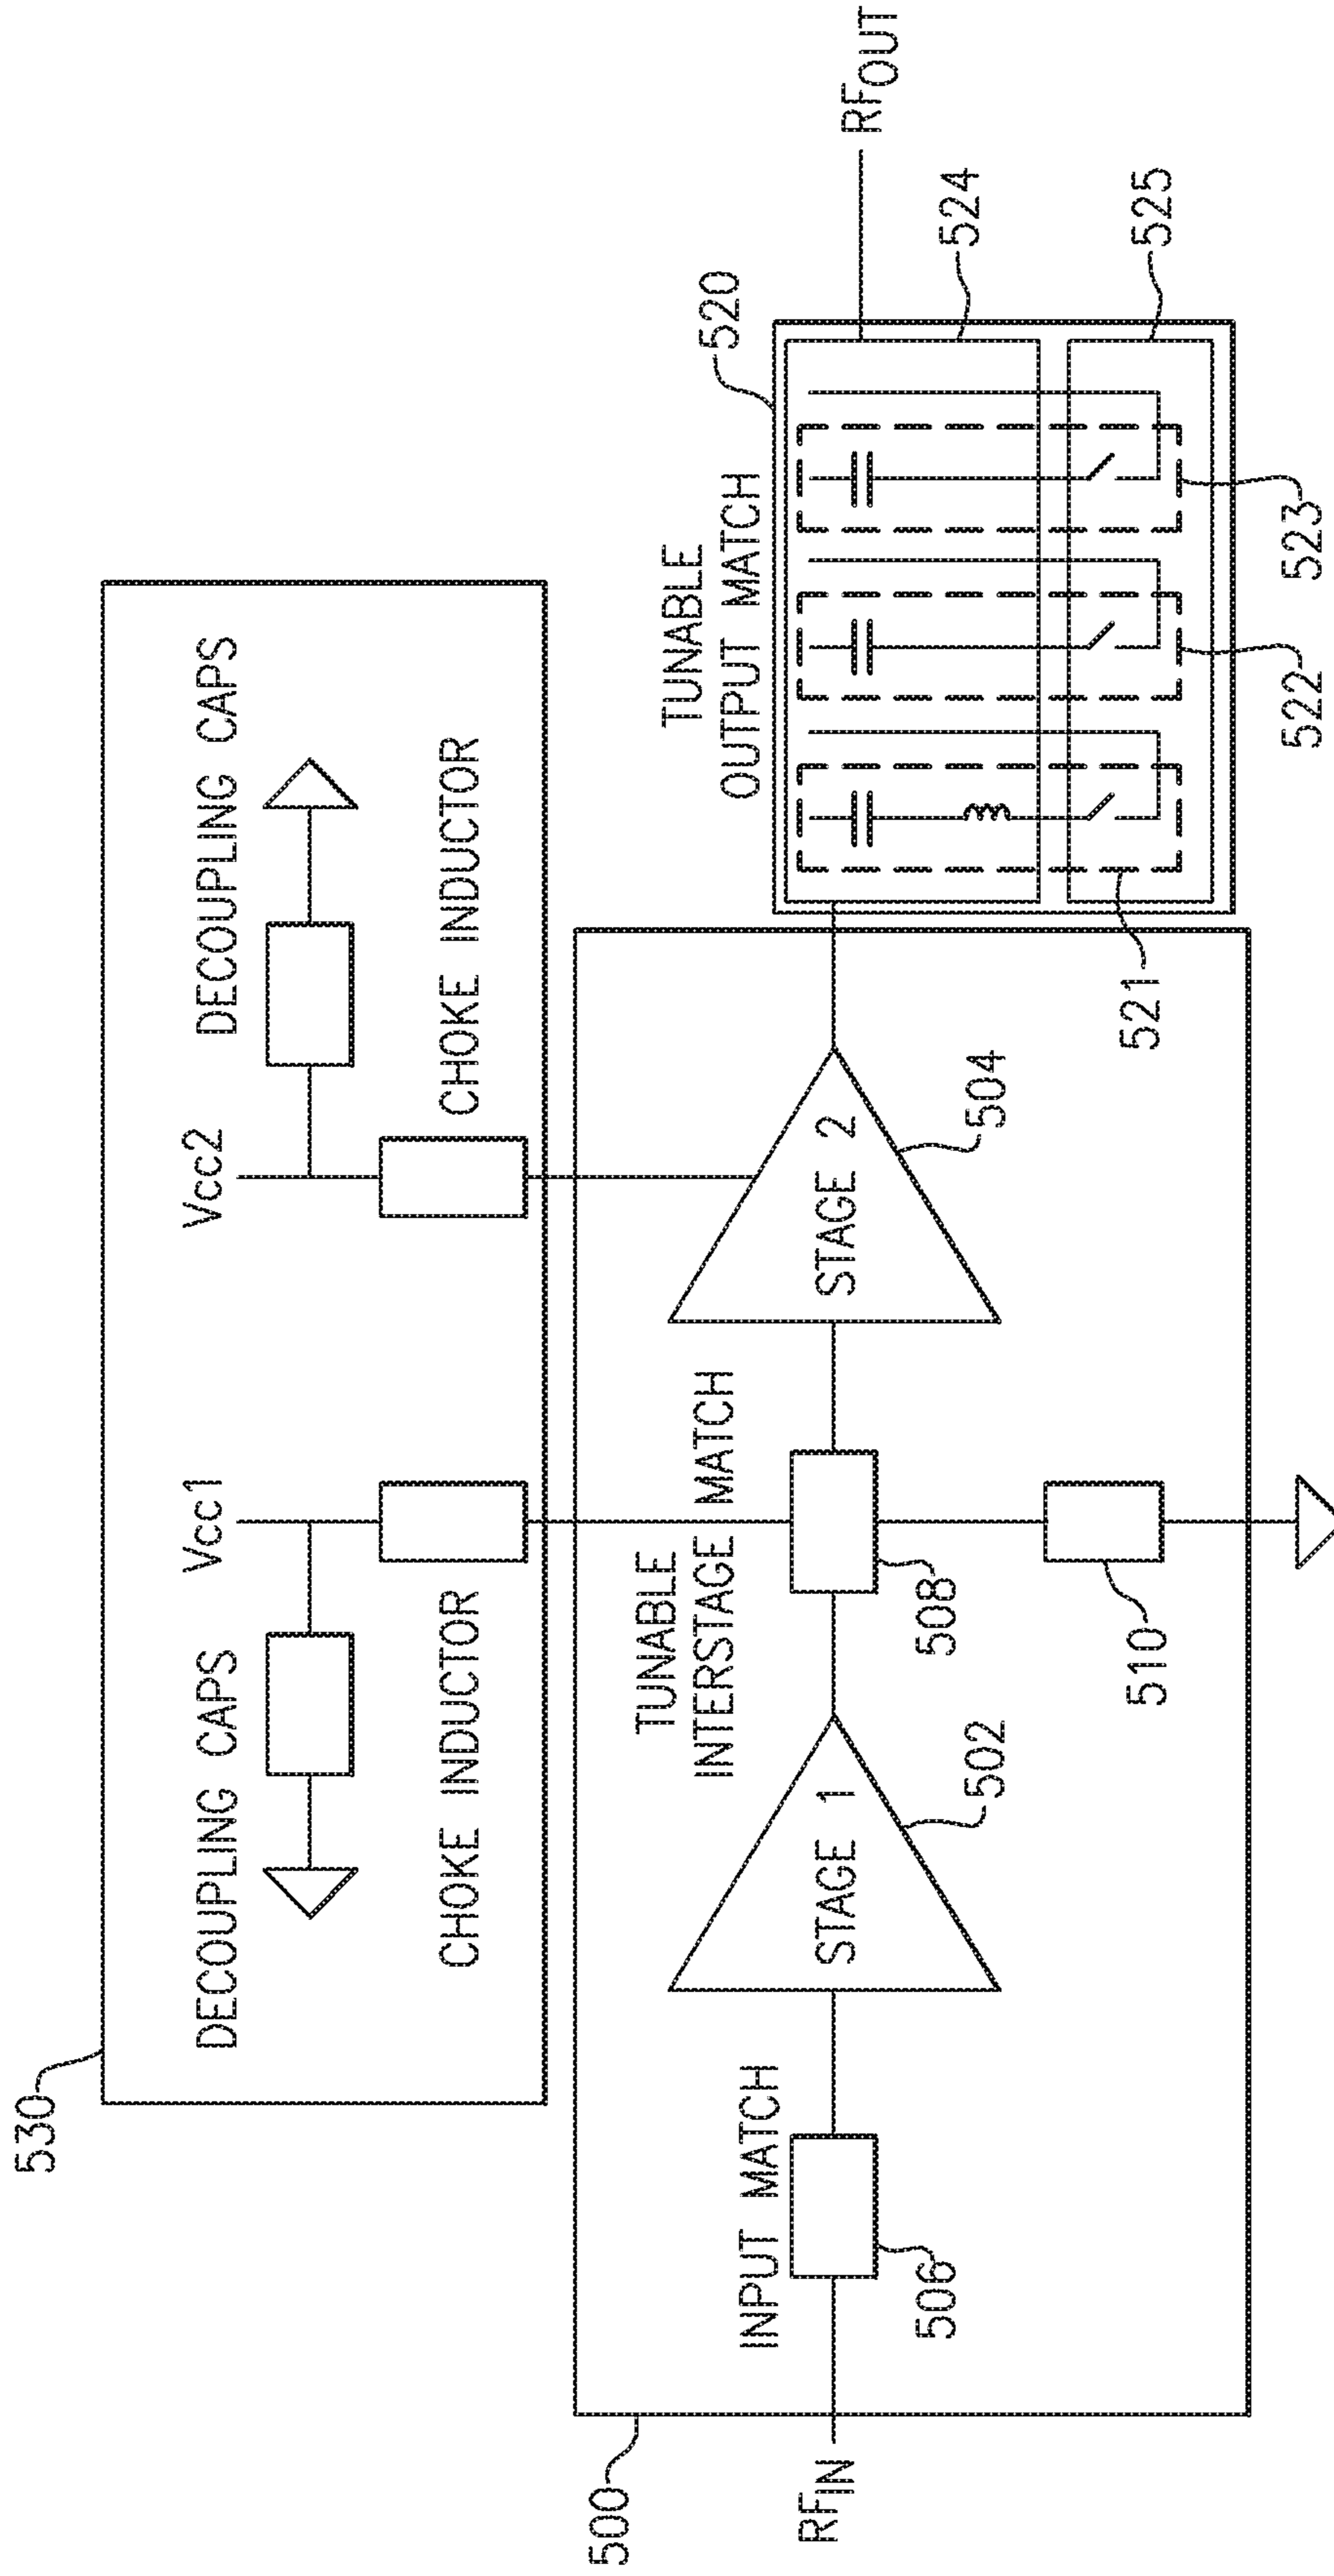 530
DECOUPLING CAPS
Vcc1
Vcc2
DECOUPLING CAPS
CHOKE INDUCTOR
CHOKE INDUCTOR
500
RFIN
INPUT MATCH
506
STAGE 1
502
TUNABLE
INTERSTAGE MATCH
508
510
STAGE 2
504
TUNABLE
OUTPUT MATCH
520
521
522
523
524
525
RFOUT